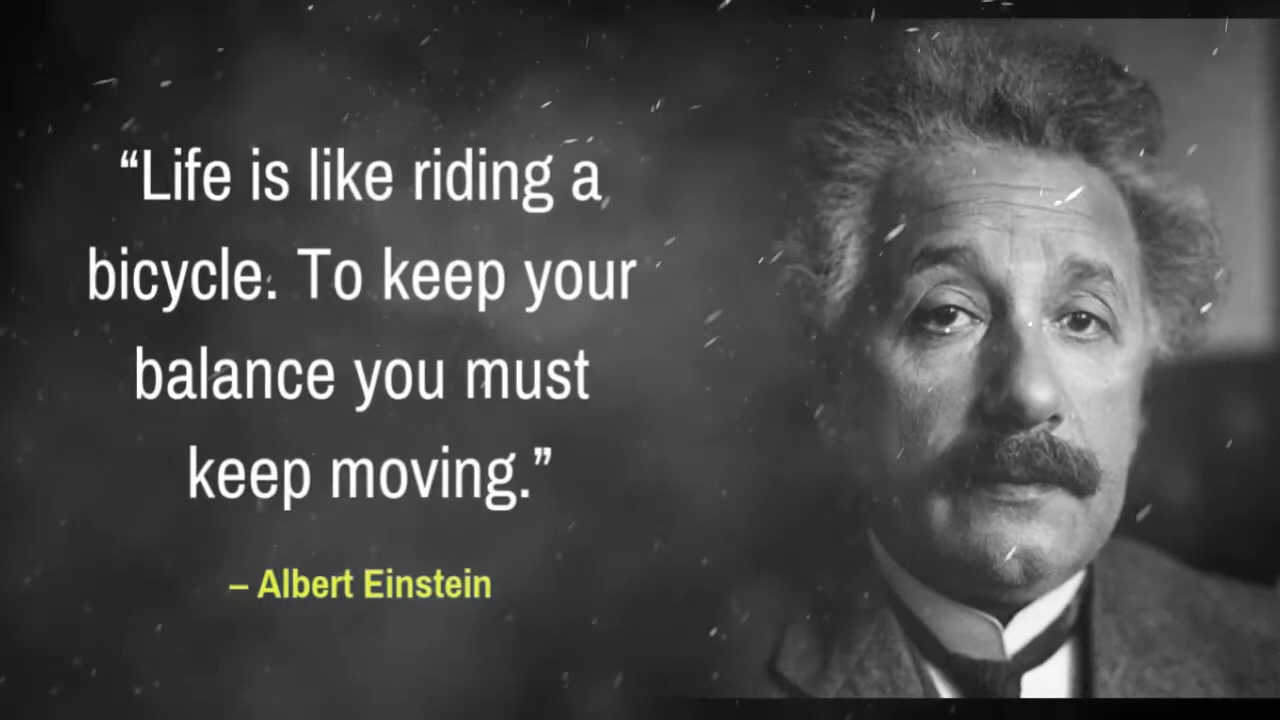 “Life is like riding a
bicycle. To keep your
balance you must
keep moving.”
– Albert Einstein